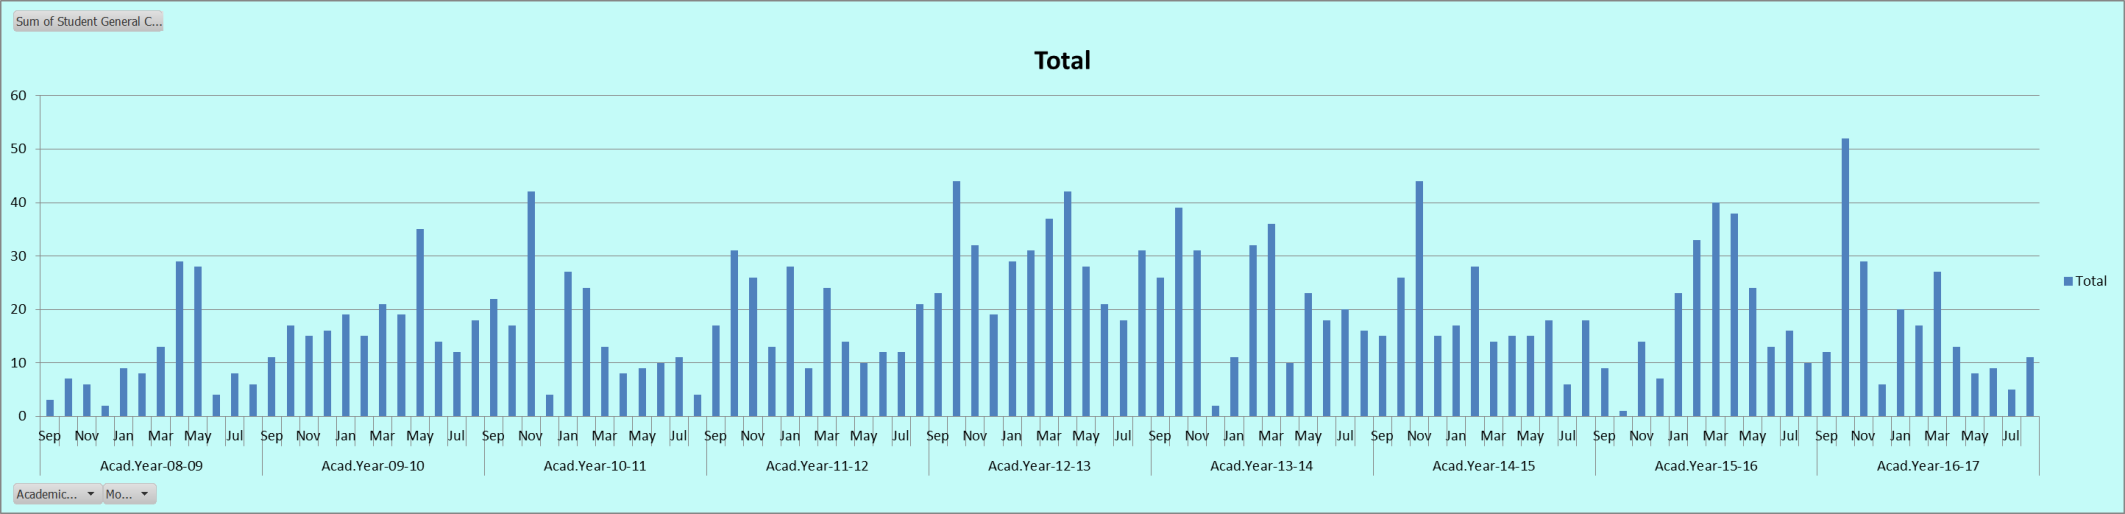 Sum of Student General C...
Total
60
50
40
30
20
10
0
Total
Sep Nov Jan Mar May Jul Sep Nov Jan Mar May Jul Sep Nov Jan Mar May Jul Sep Nov Jan Mar May Jul Sep Nov Jan Mar May Jul Sep Nov Jan Mar May Jul Sep Nov Jan Mar May Jul Sep Nov Jan Mar May Jul Sep Nov Jan Mar May Jul
Acad.Year-08-09 Acad.Year-09-10 Acad.Year-10-11 Acad.Year-11-12 Acad.Year-12-13 Acad.Year-13-14 Acad.Year-14-15 Acad.Year-15-16 Acad.Year-16-17
Academic... Mo...